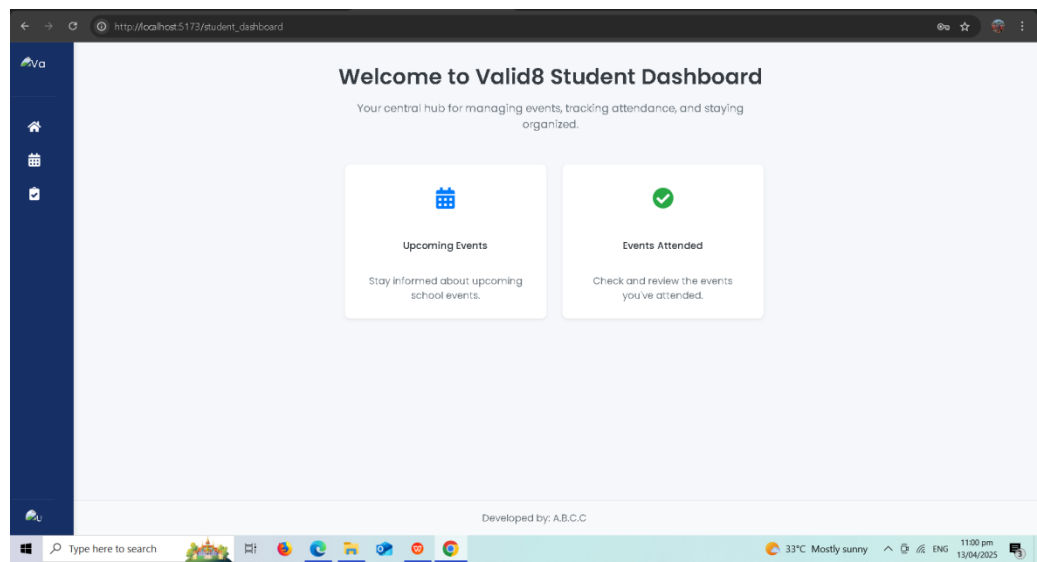 http://localhost:5173/student_dashboard
Va
Welcome to Valid8 Student Dashboard
Your central hub for managing events, tracking attendance, and staying
organized.
Upcoming Events
Stay informed about upcoming
school events.
Events Attended
Check and review the events
you've attended.
U
Developed by: A.B.C.C
Type here to search
33°C Mostly sunny
ENG
11:00 pm
13/04/2025
3